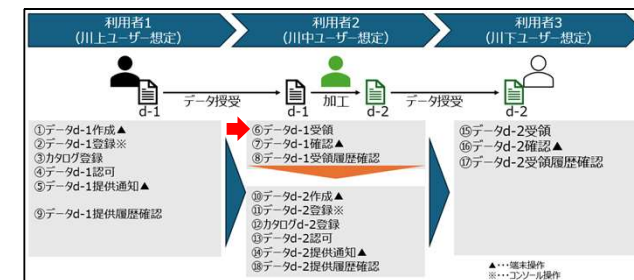 利用者1
(川上ユーザー想定)
利用者2
(川中ユーザー想定)
利用者3
(川下ユーザー想定)
d-1
データ授受
d-1
加工
d-2
データ授受
d-2
①データd-1作成▲
②データd-1登録※
③カタログ登録
④データd-1認可
⑤データd-1提供通知▲
⑨データd-1提供履歴確認
⑥データd-1受領
⑦データd-1確認▲
⑧データd-1受領履歴確認
⑩データd-2作成▲
⑪データd-2登録※
⑫カタログd-2登録
⑬データd-2認可
⑭データd-2提供通知▲
⑱データd-2提供履歴確認
⑮データd-2受領
⑯データd-2確認▲
⑰データd-2受領履歴確認
▲・・・端末操作
※・・・コンソール操作